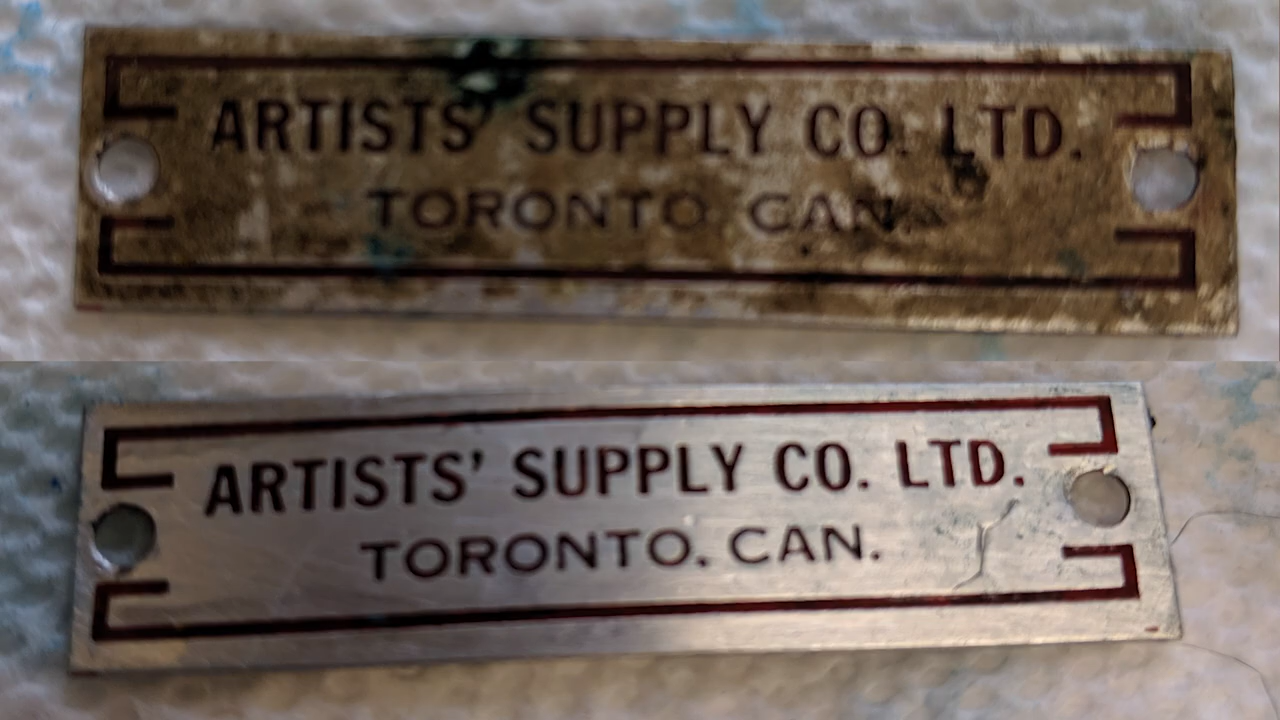 ARTISTS' SUPPLY CO. LTD.
TORONTO CAN.
ARTISTS' SUPPLY CO. LTD.
TORONTO. CAN.